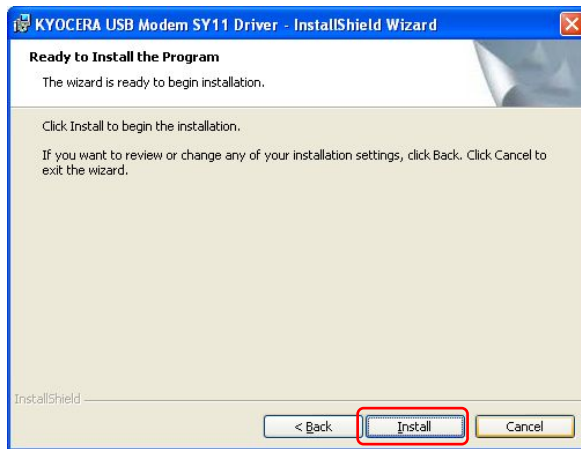 KYOCERA USB Modem SY11 Driver - InstallShield Wizard
Ready to Install the Program
The wizard is ready to begin installation.
Click Install to begin the installation.
If you want to review or change any of your installation settings, click Back. Click Cancel to
exit the wizard.
InstallShield
< Back
Install
Cancel